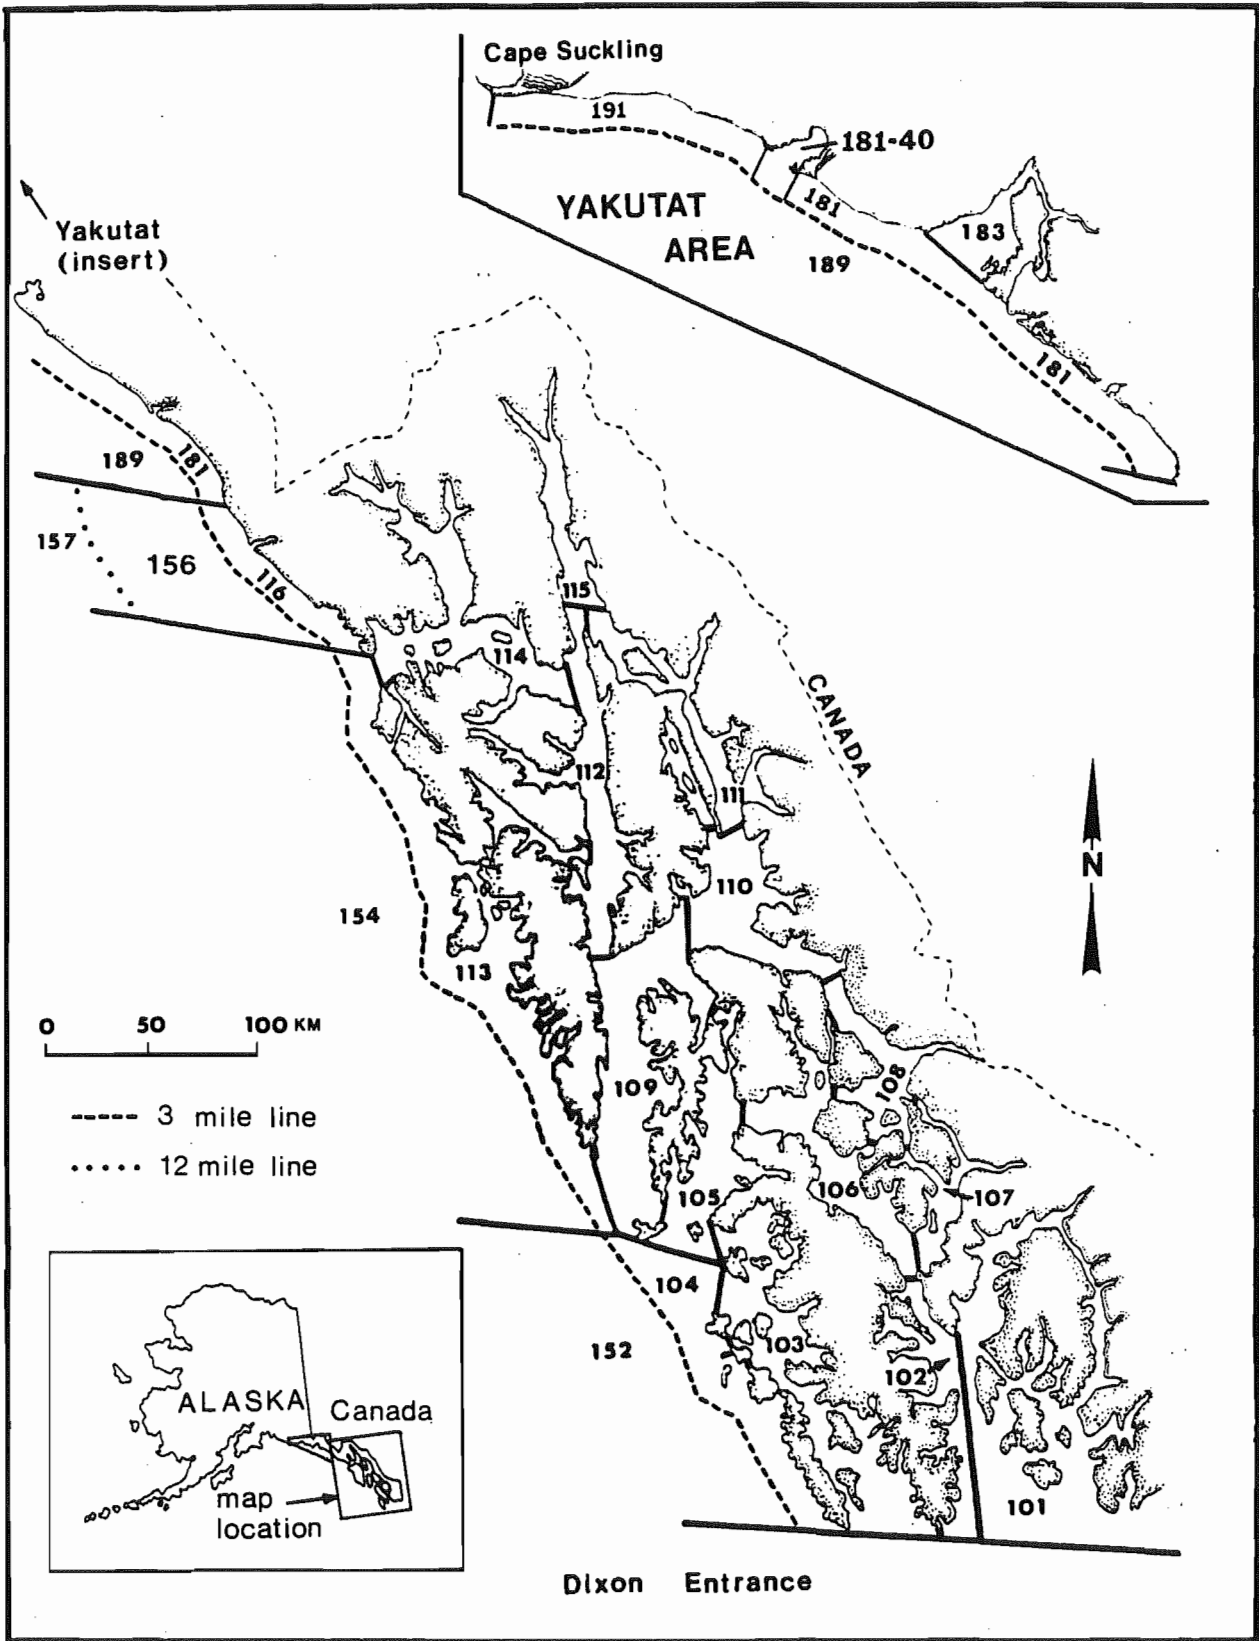 Cape Suckling
191
181-40
YAKUTAT
AREA
181
183
189
181
Yakutat
(insert)
189
181
157
156
116
115
114
CANADA
112
111
N
110
154
113
0 50 100 KM
109
108
3 mile line
12 mile line
105
106
107
104
152
103
102
101
ALASKA
Canada
map
location
Dixon Entrance